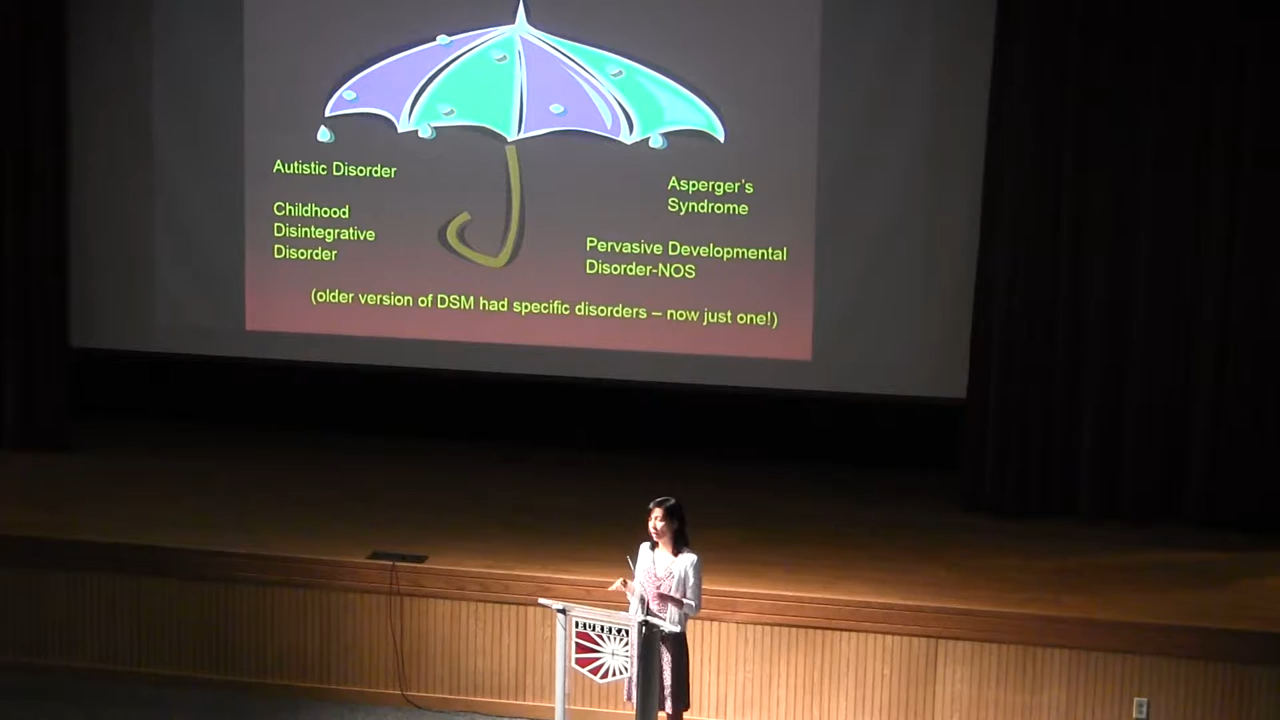 Autistic Disorder
Asperger's
Syndrome
Childhood
Disintegrative
Disorder
Pervasive Developmental
Disorder-NOS
(older version of DSM had specific disorders – now just one!)
EUREKA